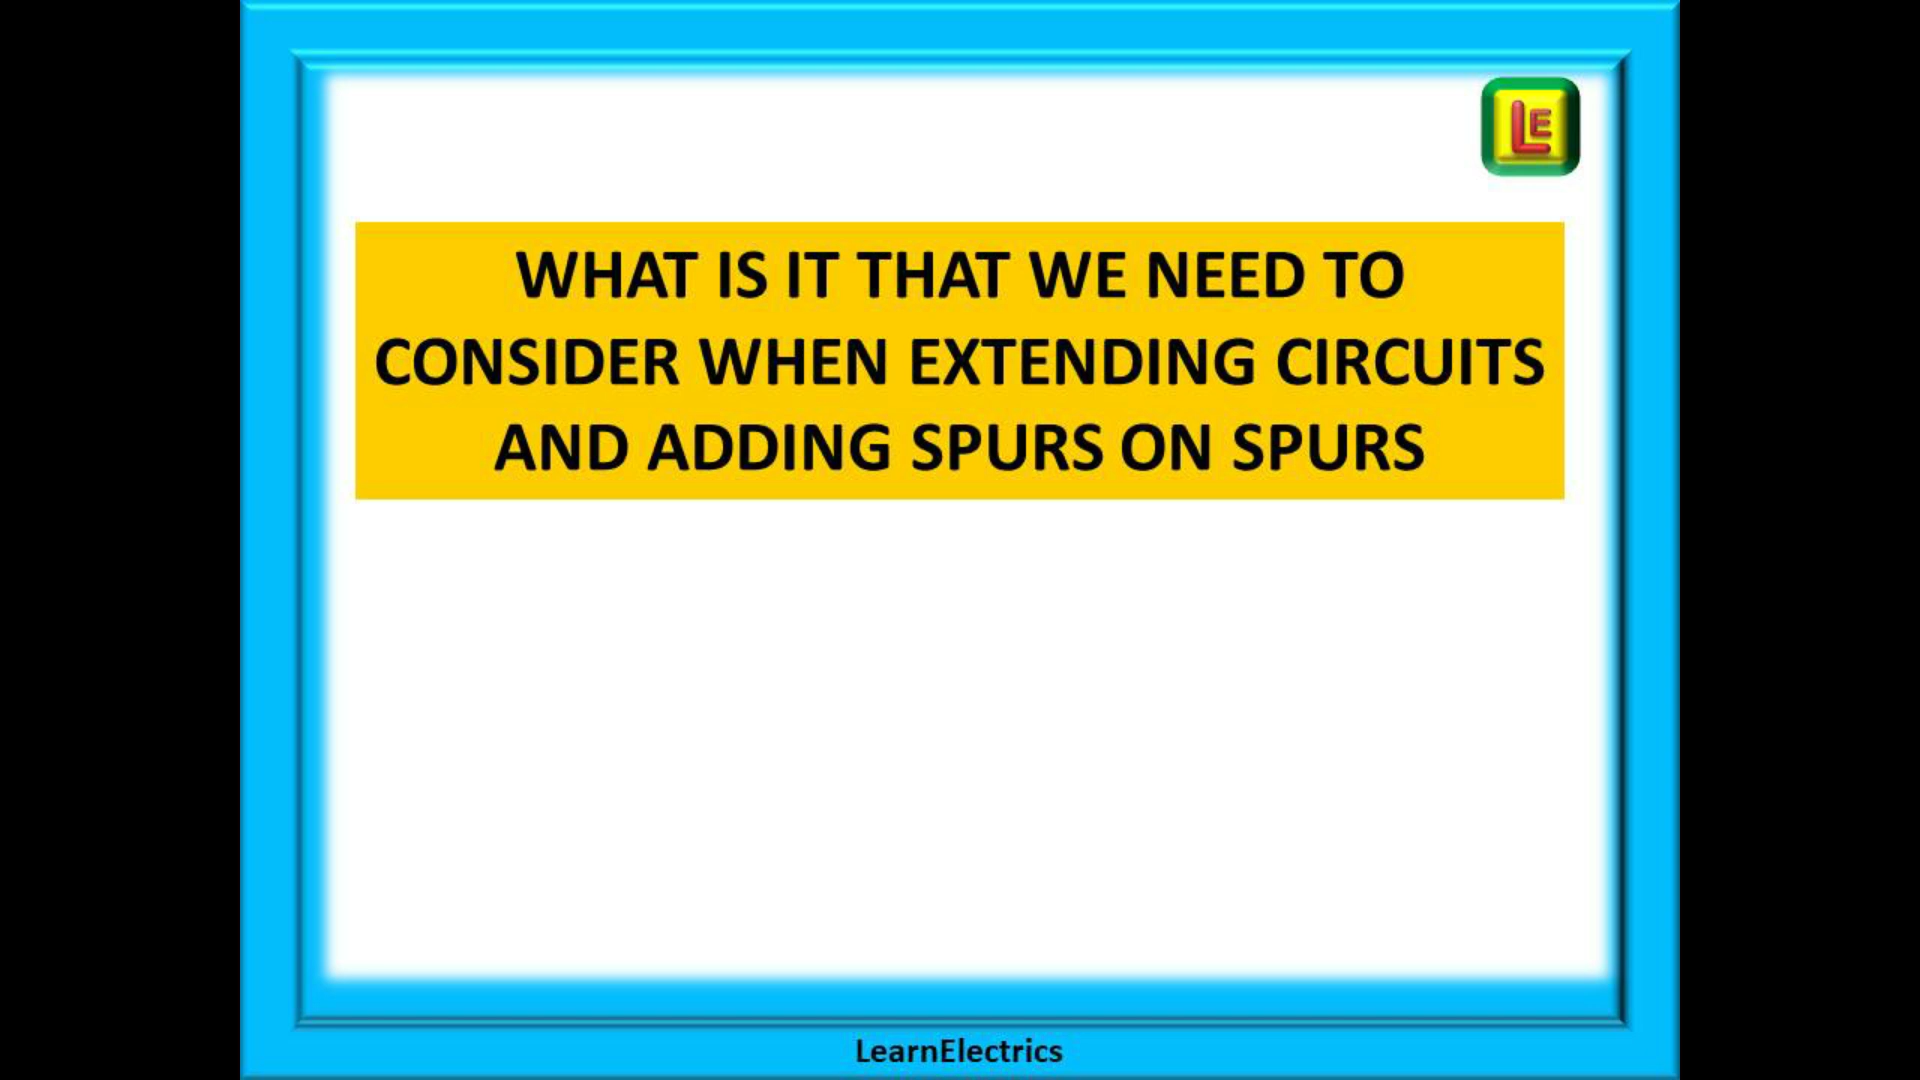 LE
WHAT IS IT THAT WE NEED TO
CONSIDER WHEN EXTENDING CIRCUITS
AND ADDING SPURS ON SPURS
LearnElectrics